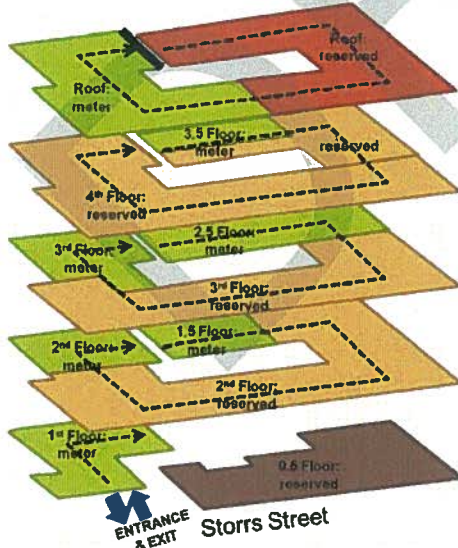 Roof:
reserved
Roof:
meter
3.5 Floor:
meter
reserved
4th Floor:
reserved
2.5 Floor:
meter
3rd Floor:
meter
3rd Floor:
reserved
1.5 Floor:
meter
2nd Floor:
meter
2nd Floor:
reserved
1st Floor:
meter
0.5 Floor:
reserved
ENTRANCE
& EXIT
Storrs Street